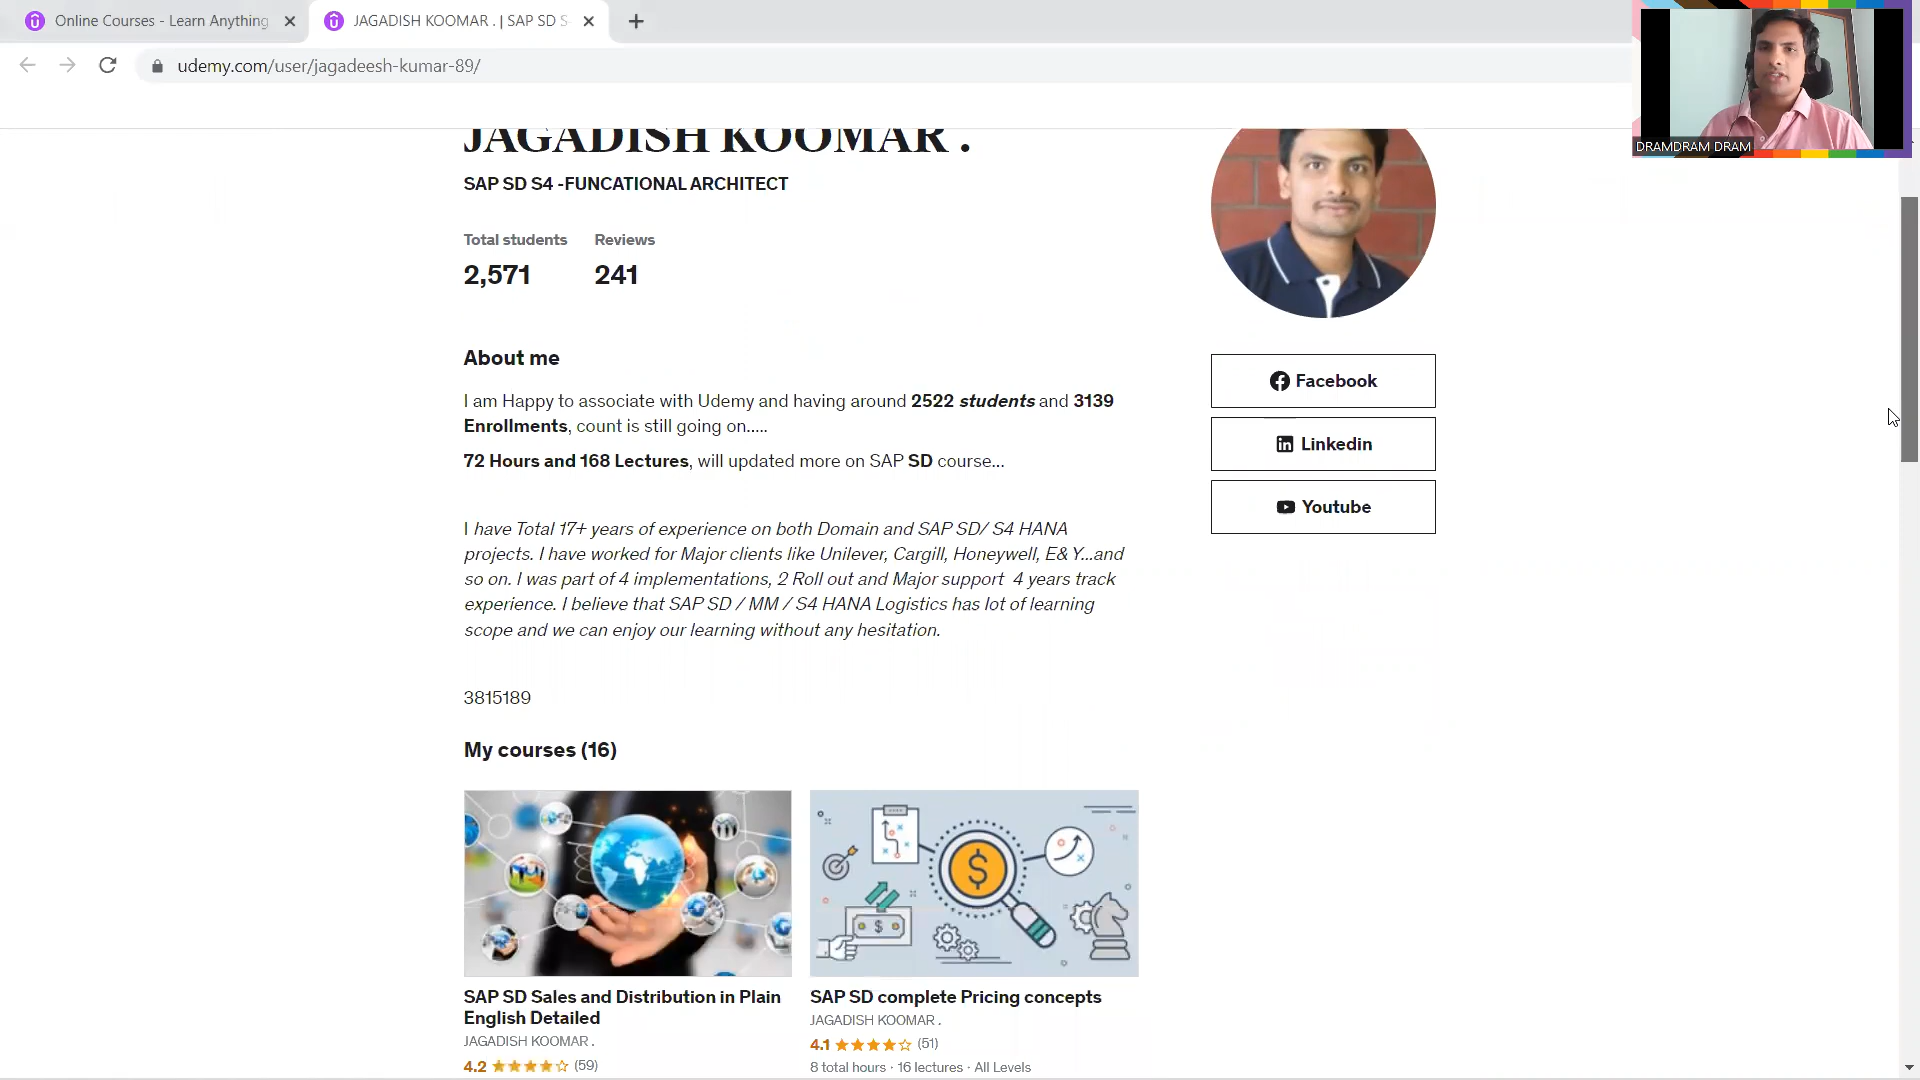 Online Courses - Learn Anything
JAGADISH KOOMAR . | SAP SD S
udemy.com/user/jagadeesh-kumar-89/
DRAMDRAM DRAM
JAGADISH KOOMAR .
SAP SD S4 -FUNCATIONAL ARCHITECT
Total students Reviews
2,571 241
About me
I am Happy to associate with Udemy and having around 2522 students and 3139
Enrollments, count is still going on.....
72 Hours and 168 Lectures, will updated more on SAP SD course...
I have Total 17+ years of experience on both Domain and SAP SD/ S4 HANA
projects. I have worked for Major clients like Unilever, Cargill, Honeywell, E& Y...and
so on. I was part of 4 implementations, 2 Roll out and Major support 4 years track
experience. I believe that SAP SD / MM / S4 HANA Logistics has lot of learning
scope and we can enjoy our learning without any hesitation.
3815189
Facebook
Linkedin
Youtube
My courses (16)
SAP SD Sales and Distribution in Plain
English Detailed
JAGADISH KOOMAR .
4.2 (59)
SAP SD complete Pricing concepts
JAGADISH KOOMAR .
4.1 (51)
8 total hours · 16 lectures · All Levels